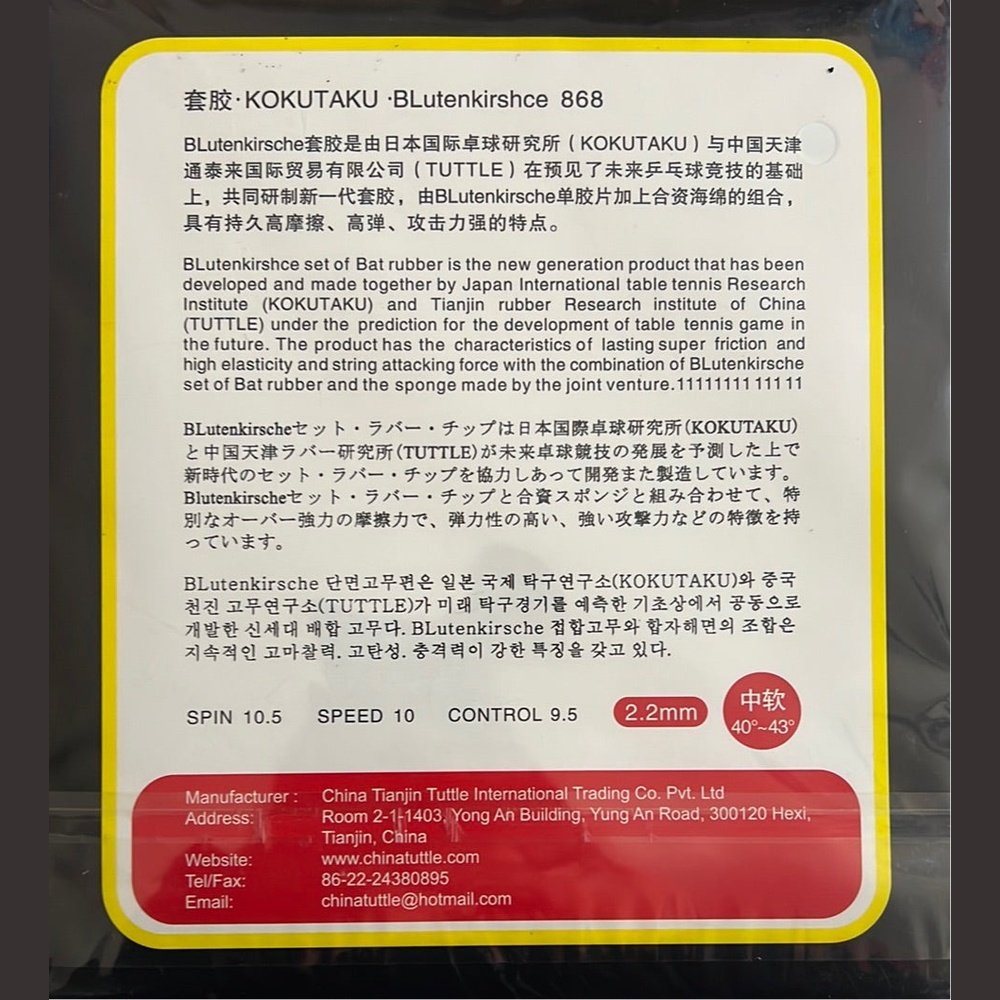 套胶·KOKUTAKU ·BLutenkirshce 868
BLutenkirsche套胶是由日本国际卓球研究所（KOKUTAKU）与中国天津
通泰来国际贸易有限公司（TUTTLE）在预见了未来乒乓球竞技的基础
上，共同研制新一代套胶，由BLutenkirsche单胶片加上合资海绵的组合，
具有持久高摩擦、高弹、攻击力强的特点。
BLutenkirshce set of Bat rubber is the new generation product that has been
developed and made together by Japan International table tennis Research
Institute (KOKUTAKU) and Tianjin rubber Research institute of China
(TUTTLE) under the prediction for the development of table tennis game in
the future. The product has the characteristics of lasting super friction and
high elasticity and string attacking force with the combination of BLutenkirsche
set of Bat rubber and the sponge made by the joint venture.11111111 111 11
BLutenkirscheセット・ラバー・チップは日本国際卓球研究所(KOKUTAKU)
と中国天津ラバー研究所(TUTTLE)が未来卓球競技の発展を予測した上で
新時代のセット・ラバー・チップを協力しあって開発また製造しています。
Blutenkirscheセット・ラバー・チップと合資スポンジと組み合わせて、特
別なオーバー強力の摩擦力で、弾力性の高い、強い攻撃力などの特徴を持
っています。
BLutenkirsche 단면고무편은 일본 국제 탁구연구소(KOKUTAKU)와 중국
천진 고무연구소(TUTTLE)가 미래 탁구경기를 예측한 기초상에서 공동으로
개발한 신세대 배합 고무다. BLutenkirsche 접합고무와 합자해면의 조합은
지속적인 고마찰력. 고탄성. 충격력이 강한 특징을 갖고 있다.
SPIN 10.5 SPEED 10 CONTROL 9.5 2.2mm 中软
40°~43°
Manufacturer : China Tianjin Tuttle International Trading Co. Pvt. Ltd
Address: Room 2-1-1403, Yong An Building, Yung An Road, 300120 Hexi,
Tianjin, China
Website: www.chinatuttle.com
Tel/Fax: 86-22-24380895
Email: chinatuttle@hotmail.com